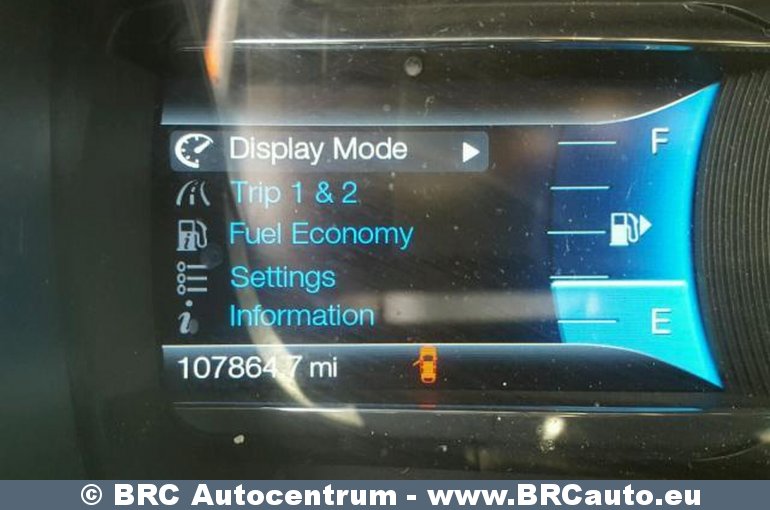 Display Mode
F
Trip 1 & 2
Fuel Economy
Settings
Information
E
107864.7 mi
© BRC Autocentrum - www.BRCauto.eu